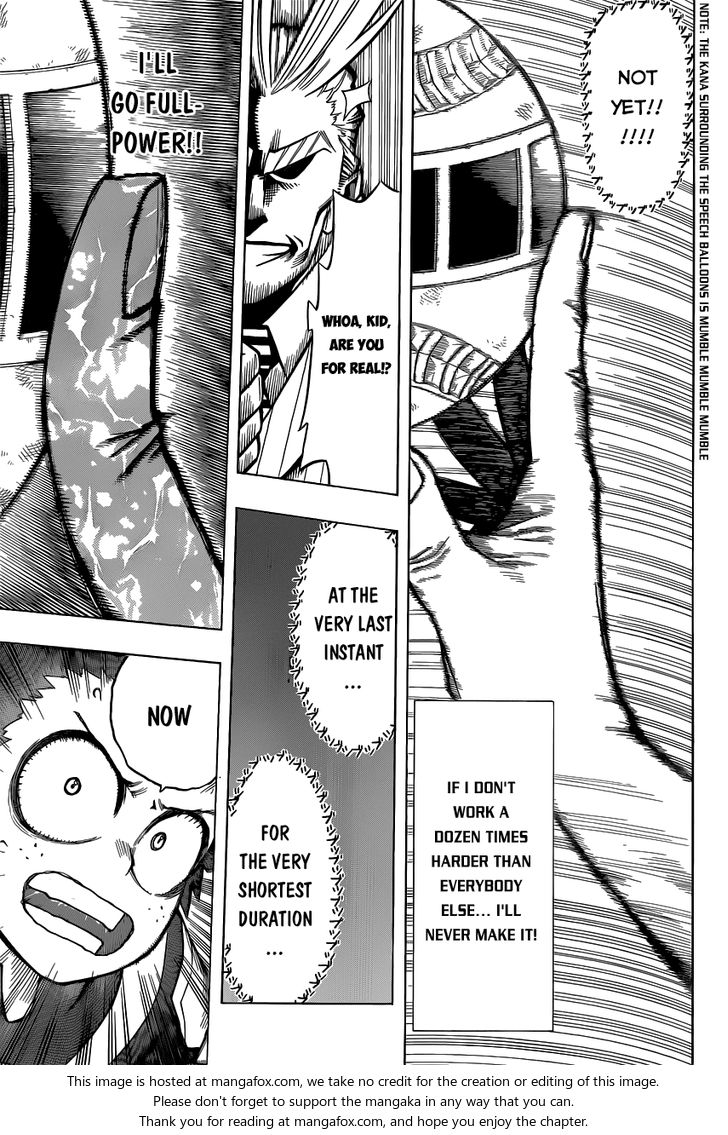 NOTE: THE KANA SURROUNDING THE SPEECH BALLOONS IS MUMBLE MUMBLE MUMBLE
NOT
YET!!
!!!!
IF I DON'T
WORK A
DOZEN TIMES
HARDER THAN
EVERYBODY
ELSE... I'LL
NEVER MAKE IT!
WHOA, KID,
ARE YOU
FOR REAL!?
AT THE
VERY LAST
INSTANT
...
FOR
THE VERY
SHORTEST
DURATION
...
I'LL
GO FULL-
POWER!!
NOW
This image is hosted at mangafox.com, we take no credit for the creation or editing of this image.
Please don't forget to support the mangaka in any way that you can.
Thank you for reading at mangafox.com, and hope you enjoy the chapter.